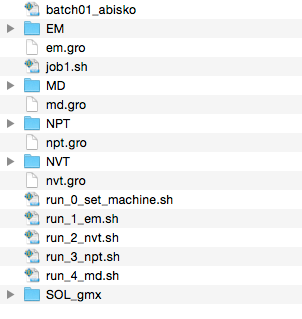 batch01_abisko
EM
em.gro
job1.sh
MD
md.gro
NPT
npt.gro
NVT
nvt.gro
run_0_set_machine.sh
run_1_em.sh
run_2_nvt.sh
run_3_npt.sh
run_4_md.sh
SOL_gmx